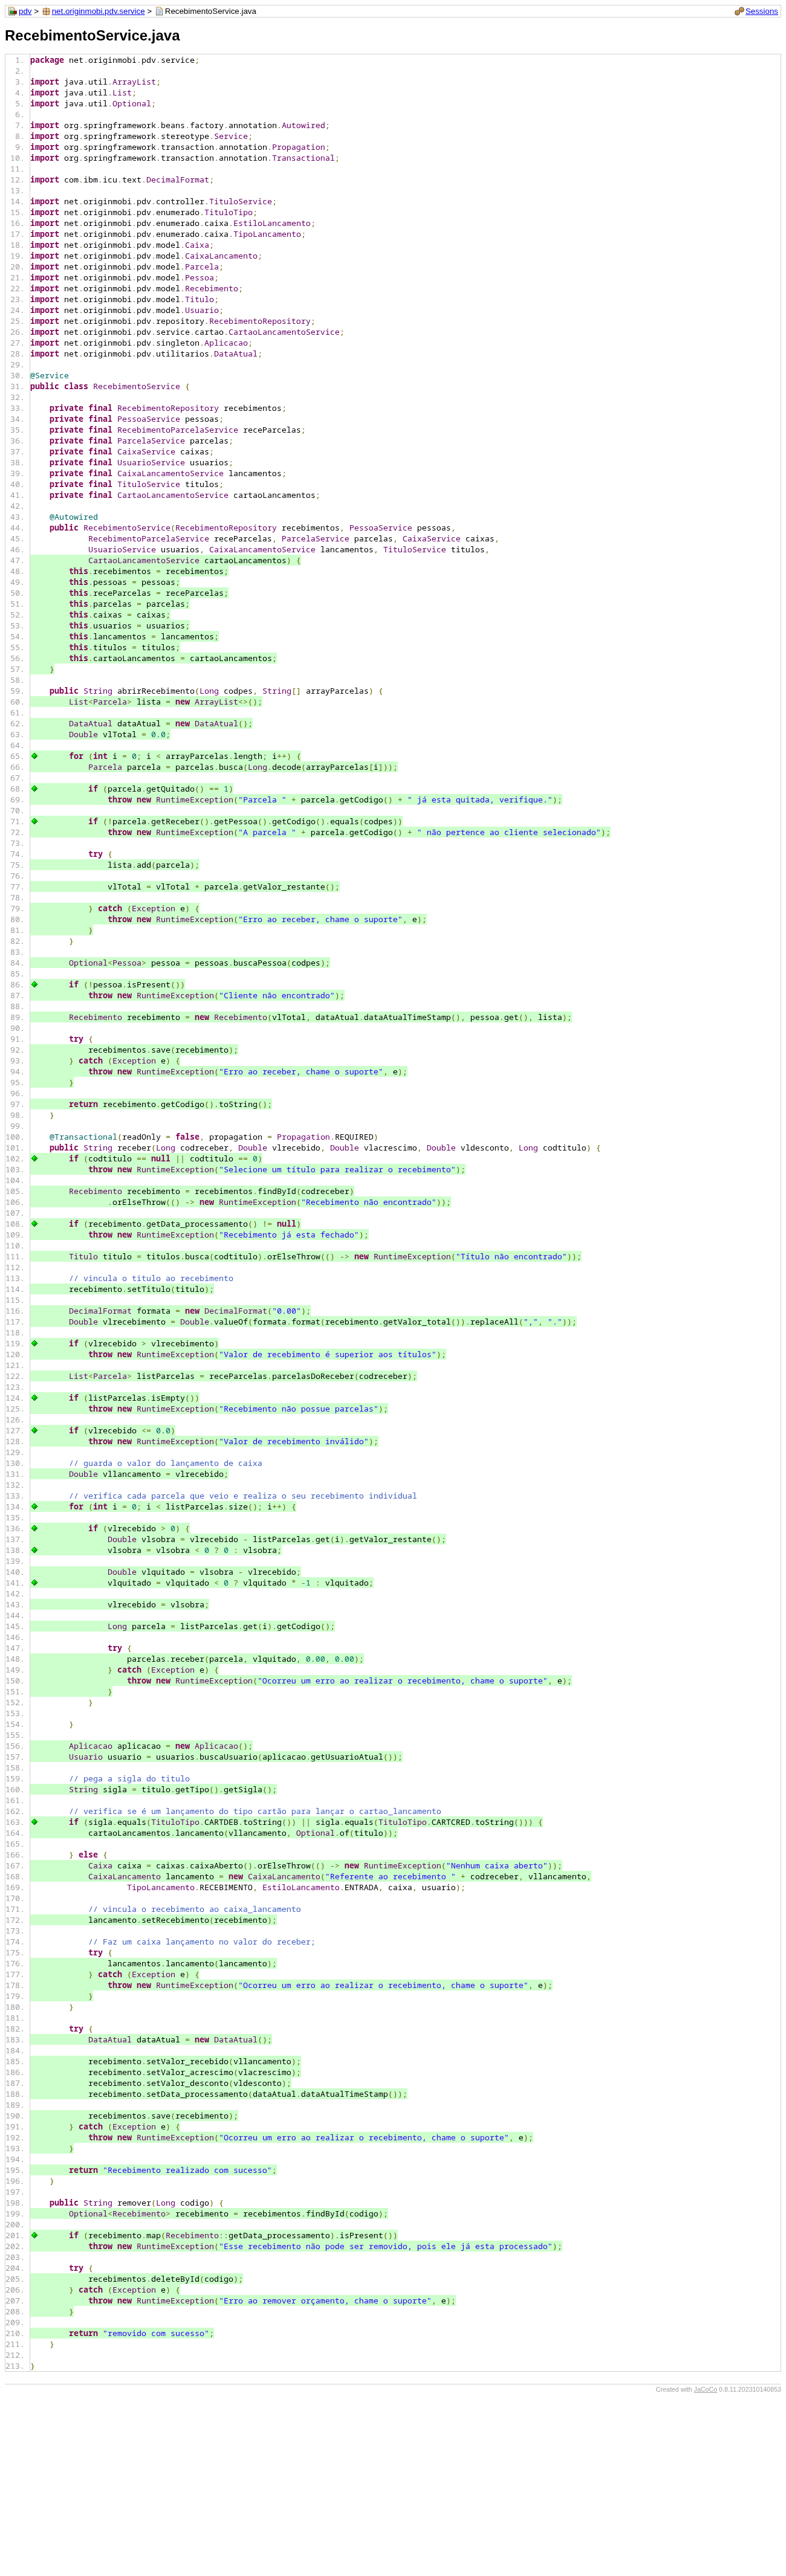 pdv > net.originmobi.pdv.service > RecebimentoService.java Sessions
RecebimentoService.java
1. package net.originmobi.pdv.service;
2.
3. import java.util.ArrayList;
4. import java.util.List;
5. import java.util.Optional;
6.
7. import org.springframework.beans.factory.annotation.Autowired;
8. import org.springframework.stereotype.Service;
9. import org.springframework.transaction.annotation.Propagation;
10. import org.springframework.transaction.annotation.Transactional;
11.
12. import com.ibm.icu.text.DecimalFormat;
13.
14. import net.originmobi.pdv.controller.TituloService;
15. import net.originmobi.pdv.enumerado.TituloTipo;
16. import net.originmobi.pdv.enumerado.caixa.EstiloLancamento;
17. import net.originmobi.pdv.enumerado.caixa.TipoLancamento;
18. import net.originmobi.pdv.model.Caixa;
19. import net.originmobi.pdv.model.CaixaLancamento;
20. import net.originmobi.pdv.model.Parcela;
21. import net.originmobi.pdv.model.Pessoa;
22. import net.originmobi.pdv.model.Recebimento;
23. import net.originmobi.pdv.model.Titulo;
24. import net.originmobi.pdv.model.Usuario;
25. import net.originmobi.pdv.repository.RecebimentoRepository;
26. import net.originmobi.pdv.service.cartao.CartaoLancamentoService;
27. import net.originmobi.pdv.singleton.Aplicacao;
28. import net.originmobi.pdv.utilitarios.DataAtual;
29.
30. @Service
31. public class RecebimentoService {
32.
33.     private final RecebimentoRepository recebimentos;
34.     private final PessoaService pessoas;
35.     private final RecebimentoParcelaService receParcelas;
36.     private final ParcelaService parcelas;
37.     private final CaixaService caixas;
38.     private final UsuarioService usuarios;
39.     private final CaixaLancamentoService lancamentos;
40.     private final TituloService titulos;
41.     private final CartaoLancamentoService cartaoLancamentos;
42.
43.     @Autowired
44.     public RecebimentoService(RecebimentoRepository recebimentos, PessoaService pessoas,
45.             RecebimentoParcelaService receParcelas, ParcelaService parcelas, CaixaService caixas,
46.             UsuarioService usuarios, CaixaLancamentoService lancamentos, TituloService titulos,
47.             CartaoLancamentoService cartaoLancamentos) {
48.         this.recebimentos = recebimentos;
49.         this.pessoas = pessoas;
50.         this.receParcelas = receParcelas;
51.         this.parcelas = parcelas;
52.         this.caixas = caixas;
53.         this.usuarios = usuarios;
54.         this.lancamentos = lancamentos;
55.         this.titulos = titulos;
56.         this.cartaoLancamentos = cartaoLancamentos;
57.     }
58.
59.     public String abrirRecebimento(Long codpes, String[] arrayParcelas) {
60.         List<Parcela> lista = new ArrayList<>();
61.
62.         DataAtual dataAtual = new DataAtual();
63.         Double vlTotal = 0.0;
64.
65.         for (int i = 0; i < arrayParcelas.length; i++) {
66.             Parcela parcela = parcelas.busca(Long.decode(arrayParcelas[i]));
67.
68.             if (parcela.getQuitado() == 1)
69.                 throw new RuntimeException("Parcela " + parcela.getCodigo() + " já esta quitada, verifique.");
70.
71.             if (!parcela.getReceber().getPessoa().getCodigo().equals(codpes))
72.                 throw new RuntimeException("A parcela " + parcela.getCodigo() + " não pertence ao cliente selecionado");
73.
74.             try {
75.                 lista.add(parcela);
76.
77.                 vlTotal = vlTotal + parcela.getValor_restante();
78.
79.             } catch (Exception e) {
80.                 throw new RuntimeException("Erro ao receber, chame o suporte", e);
81.             }
82.         }
83.
84.         Optional<Pessoa> pessoa = pessoas.buscaPessoa(codpes);
85.
86.         if (!pessoa.isPresent())
87.             throw new RuntimeException("Cliente não encontrado");
88.
89.         Recebimento recebimento = new Recebimento(vlTotal, dataAtual.dataAtualTimeStamp(), pessoa.get(), lista);
90.
91.         try {
92.             recebimentos.save(recebimento);
93.         } catch (Exception e) {
94.             throw new RuntimeException("Erro ao receber, chame o suporte", e);
95.         }
96.
97.         return recebimento.getCodigo().toString();
98.     }
99.
100.     @Transactional(readOnly = false, propagation = Propagation.REQUIRED)
101.     public String receber(Long codreceber, Double vlrecebido, Double vlacrescimo, Double vldesconto, Long codtitulo) {
102.         if (codtitulo == null || codtitulo == 0)
103.             throw new RuntimeException("Selecione um título para realizar o recebimento");
104.
105.         Recebimento recebimento = recebimentos.findById(codreceber)
106.                 .orElseThrow(() -> new RuntimeException("Recebimento não encontrado"));
107.
108.         if (recebimento.getData_processamento() != null)
109.             throw new RuntimeException("Recebimento já esta fechado");
110.
111.         Titulo titulo = titulos.busca(codtitulo).orElseThrow(() -> new RuntimeException("Título não encontrado"));
112.
113.         // vincula o titulo ao recebimento
114.         recebimento.setTitulo(titulo);
115.
116.         DecimalFormat formata = new DecimalFormat("0.00");
117.         Double vlrecebimento = Double.valueOf(formata.format(recebimento.getValor_total()).replaceAll(",", "."));
118.
119.         if (vlrecebido > vlrecebimento)
120.             throw new RuntimeException("Valor de recebimento é superior aos títulos");
121.
122.         List<Parcela> listParcelas = receParcelas.parcelasDoReceber(codreceber);
123.
124.         if (listParcelas.isEmpty())
125.             throw new RuntimeException("Recebimento não possue parcelas");
126.
127.         if (vlrecebido <= 0.0)
128.             throw new RuntimeException("Valor de recebimento inválido");
129.
130.         // guarda o valor do lançamento de caixa
131.         Double vllancamento = vlrecebido;
132.
133.         // verifica cada parcela que veio e realiza o seu recebimento individual
134.         for (int i = 0; i < listParcelas.size(); i++) {
135.
136.             if (vlrecebido > 0) {
137.                 Double vlsobra = vlrecebido - listParcelas.get(i).getValor_restante();
138.                 vlsobra = vlsobra < 0 ? 0 : vlsobra;
139.
140.                 Double vlquitado = vlsobra - vlrecebido;
141.                 vlquitado = vlquitado < 0 ? vlquitado * -1 : vlquitado;
142.
143.                 vlrecebido = vlsobra;
144.
145.                 Long parcela = listParcelas.get(i).getCodigo();
146.
147.                 try {
148.                     parcelas.receber(parcela, vlquitado, 0.00, 0.00);
149.                 } catch (Exception e) {
150.                     throw new RuntimeException("Ocorreu um erro ao realizar o recebimento, chame o suporte", e);
151.                 }
152.             }
153.
154.         }
155.
156.         Aplicacao aplicacao = new Aplicacao();
157.         Usuario usuario = usuarios.buscaUsuario(aplicacao.getUsuarioAtual());
158.
159.         // pega a sigla do titulo
160.         String sigla = titulo.getTipo().getSigla();
161.
162.         // verifica se é um lançamento do tipo cartão para lançar o cartao_lancamento
163.         if (sigla.equals(TituloTipo.CARTDEB.toString()) || sigla.equals(TituloTipo.CARTCRED.toString())) {
164.             cartaoLancamentos.lancamento(vllancamento, Optional.of(titulo));
165.
166.         } else {
167.             Caixa caixa = caixas.caixaAberto().orElseThrow(() -> new RuntimeException("Nenhum caixa aberto"));
168.             CaixaLancamento lancamento = new CaixaLancamento("Referente ao recebimento " + codreceber, vllancamento,
169.                     TipoLancamento.RECEBIMENTO, EstiloLancamento.ENTRADA, caixa, usuario);
170.
171.             // vincula o recebimento ao caixa_lancamento
172.             lancamento.setRecebimento(recebimento);
173.
174.             // Faz um caixa lançamento no valor do receber;
175.             try {
176.                 lancamentos.lancamento(lancamento);
177.             } catch (Exception e) {
178.                 throw new RuntimeException("Ocorreu um erro ao realizar o recebimento, chame o suporte", e);
179.             }
180.         }
181.
182.         try {
183.             DataAtual dataAtual = new DataAtual();
184.
185.             recebimento.setValor_recebido(vllancamento);
186.             recebimento.setValor_acrescimo(vlacrescimo);
187.             recebimento.setValor_desconto(vldesconto);
188.             recebimento.setData_processamento(dataAtual.dataAtualTimeStamp());
189.
190.             recebimentos.save(recebimento);
191.         } catch (Exception e) {
192.             throw new RuntimeException("Ocorreu um erro ao realizar o recebimento, chame o suporte", e);
193.         }
194.
195.         return "Recebimento realizado com sucesso";
196.     }
197.
198.     public String remover(Long codigo) {
199.         Optional<Recebimento> recebimento = recebimentos.findById(codigo);
200.
201.         if (recebimento.map(Recebimento::getData_processamento).isPresent())
202.             throw new RuntimeException("Esse recebimento não pode ser removido, pois ele já esta processado");
203.
204.         try {
205.             recebimentos.deleteById(codigo);
206.         } catch (Exception e) {
207.             throw new RuntimeException("Erro ao remover orçamento, chame o suporte", e);
208.         }
209.
210.         return "removido com sucesso";
211.     }
212.
213. }
Created with JaCoCo 0.8.11.202310140853